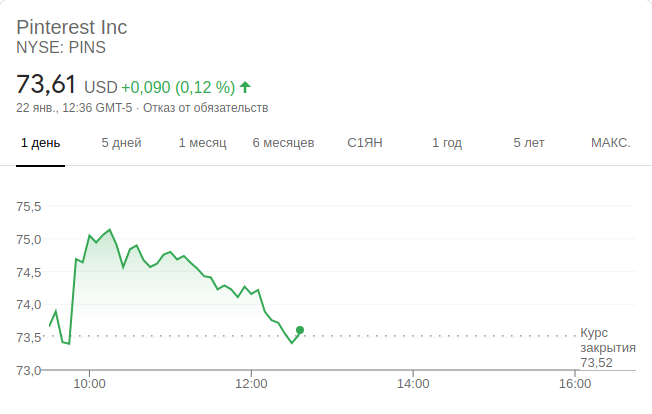 Pinterest Inc
NYSE: PINS
73,61 USD +0,090 (0,12 %)
22 янв., 12:36 GMT-5 · Отказ от обязательств
1 день 5 дней 1 месяц 6 месяцев С1ЯН 1 год 5 лет МАКС.
75,5
75,0
74,5
74,0
73,5
73,0
Курс
закрытия
73,52
10:00 12:00 14:00 16:00